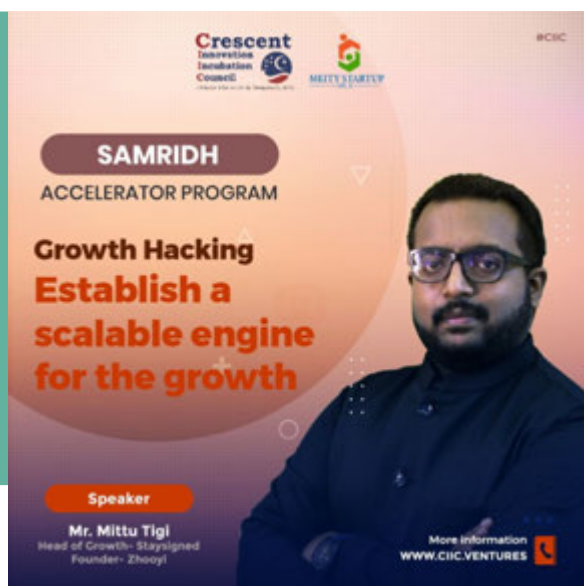 #CIIC
Crescent
Innovation
Incubation
Council
MEITY STARTUP
SAMRIDH
ACCELERATOR PROGRAM
Growth Hacking
Establish a
scalable engine
for the growth
Speaker
Mr. Mittu Tigi
Head of Growth- Staysigned
Founder- Zhooyi
More information
WWW.CIIC.VENTURES